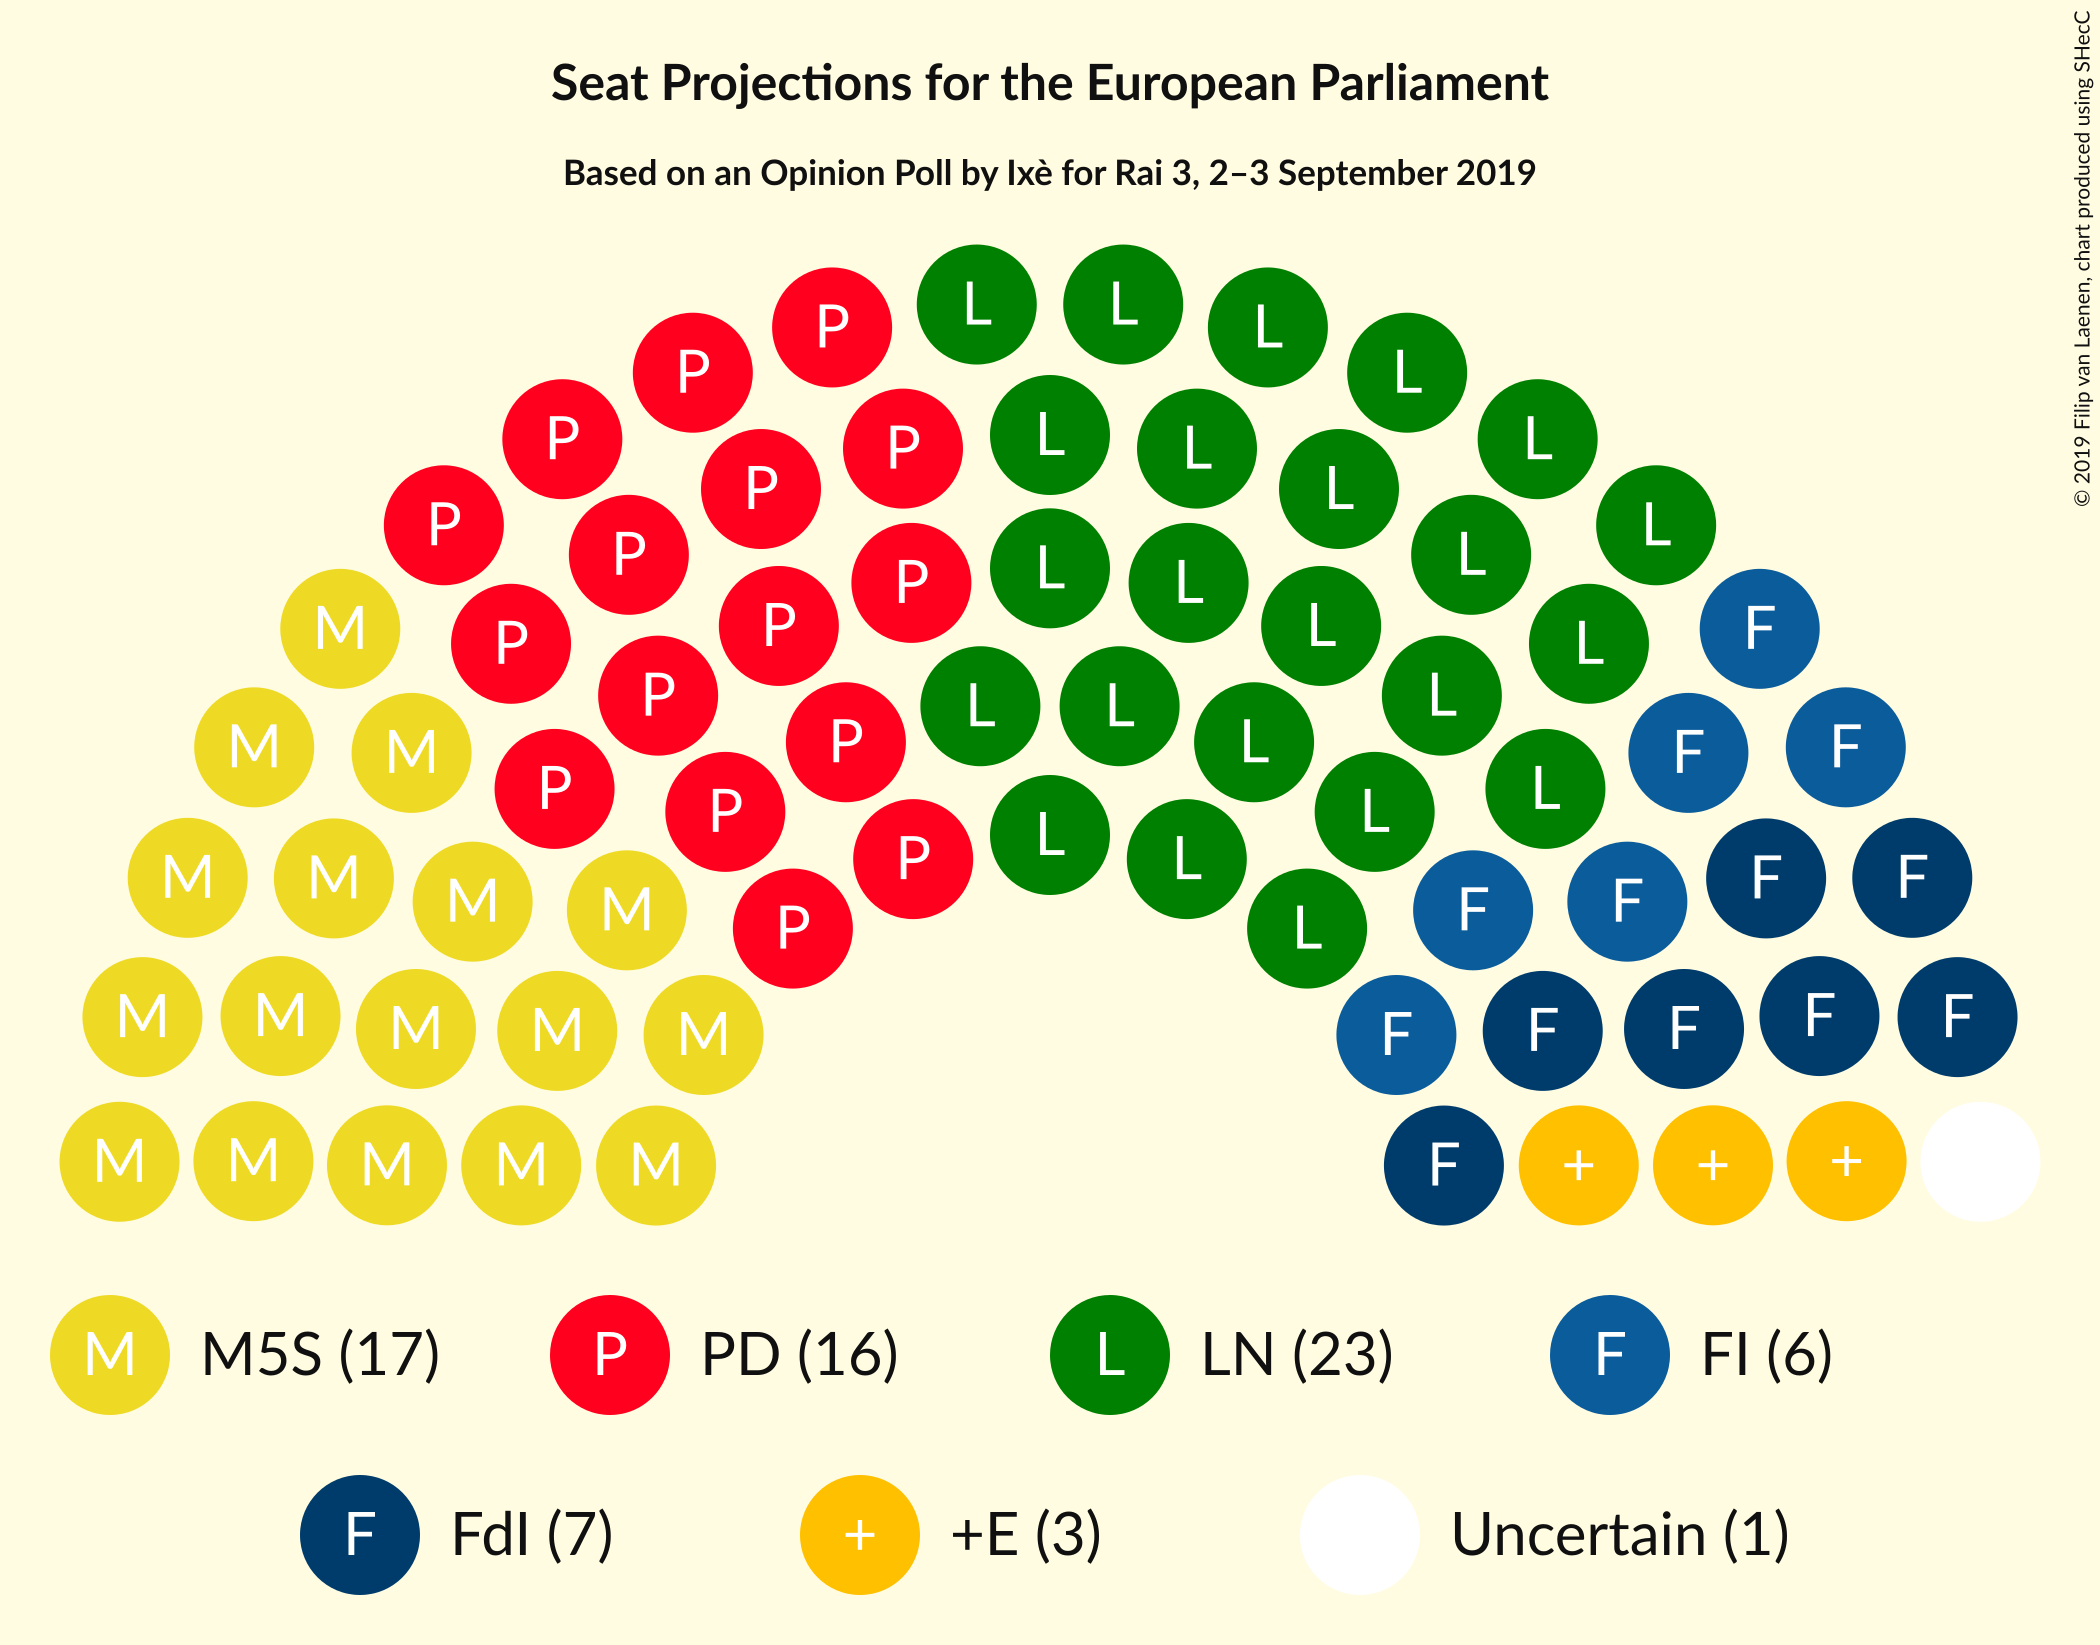 Seat Projections for the European Parliament
Based on an Opinion Poll by Ixè for Rai 3, 2–3 September 2019
© 2019 Filip van Laenen, chart produced using SHecC
L L
P L
P L
P L
P L
P L
P L
P L
M F
P L
P L
P L
P L
P L
M F
M F
P L
P L
P L
P L
M F
M F
M F
M F
P L
M F
M F
M F
M F
M F
M M M M M F + + +
M M5S (17) P PD (16) L LN (23) F FI (6)
F FdI (7) + +E (3) Uncertain (1)